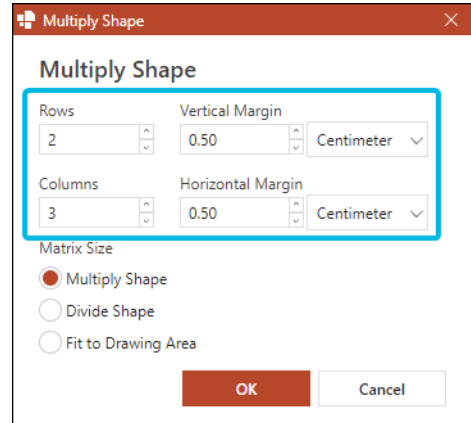 Multiply Shape
Multiply Shape
Rows Vertical Margin
2 0.50 Centimeter
Columns Horizontal Margin
3 0.50 Centimeter
Matrix Size
Multiply Shape
Divide Shape
Fit to Drawing Area
OK Cancel